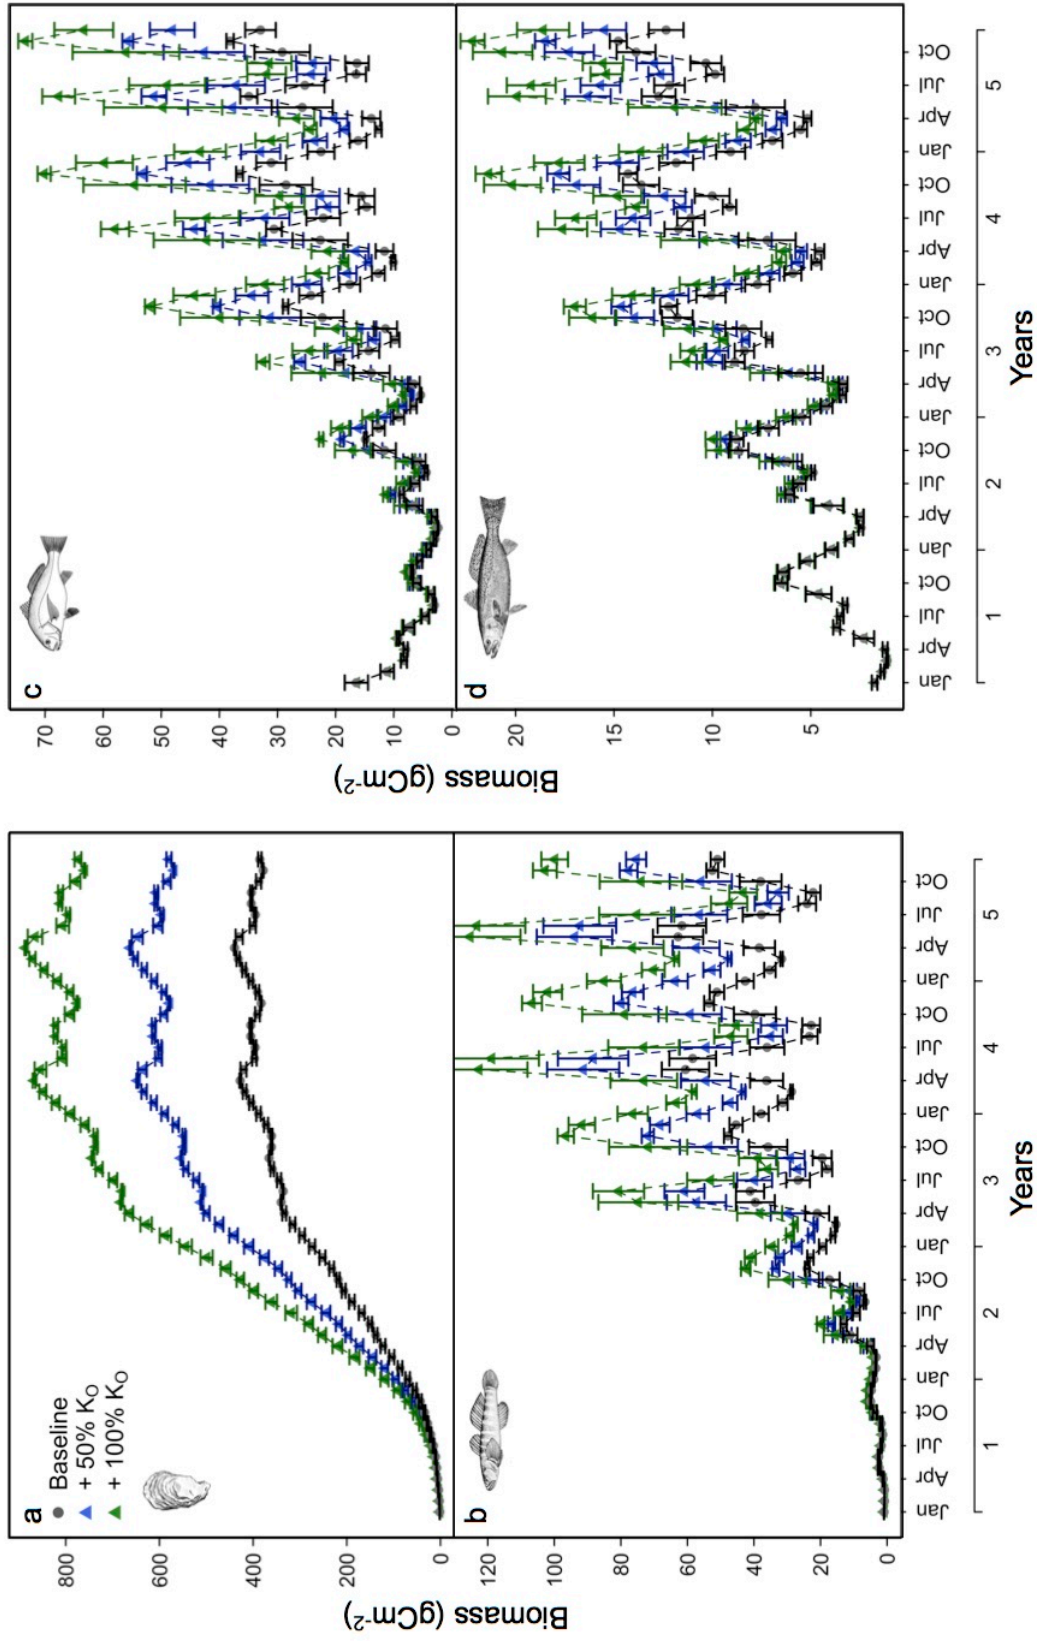 a
Baseline
+ 50% K_O
+ 100% K_O
800
600
400
200
0
Biomass (gCm⁻²)
b
120
100
80
60
40
20
0
Jan Apr Jul Oct Jan Apr Jul Oct Jan Apr Jul Oct Jan Apr Jul Oct Jan Apr Jul Oct
1 2 3 4 5
Years
c
70
60
50
40
30
20
10
0
Biomass (gCm⁻²)
d
20
15
10
5
Jan Apr Jul Oct Jan Apr Jul Oct Jan Apr Jul Oct Jan Apr Jul Oct Jan Apr Jul Oct
1 2 3 4 5
Years